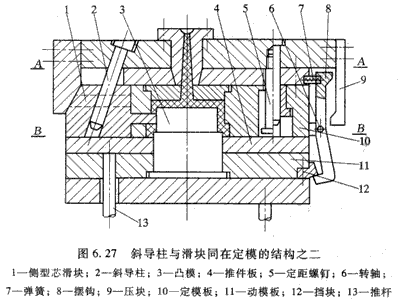 1 2 3 4 5 6 7 8
A A
9
B B
10
11
12
13
图 6.27 斜导柱与滑块同在定模的结构之二
1—侧型芯滑块；2—斜导柱；3—凸模；4—推件板；5—定距螺钉；6—转轴；
7—弹簧；8—摆钩；9—压块；10—定模板；11—动模板；12—挡块；13—推杆